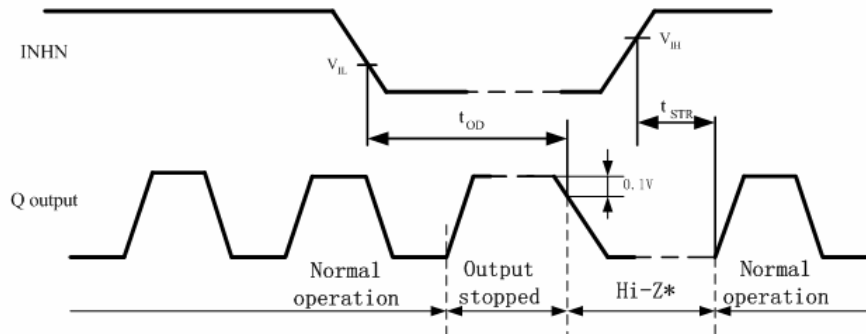 INHN
V_IL
V_IH
t_OD
t_STR
Q output
0.1V
Normal operation
Output stopped
Hi-Z*
Normal operation